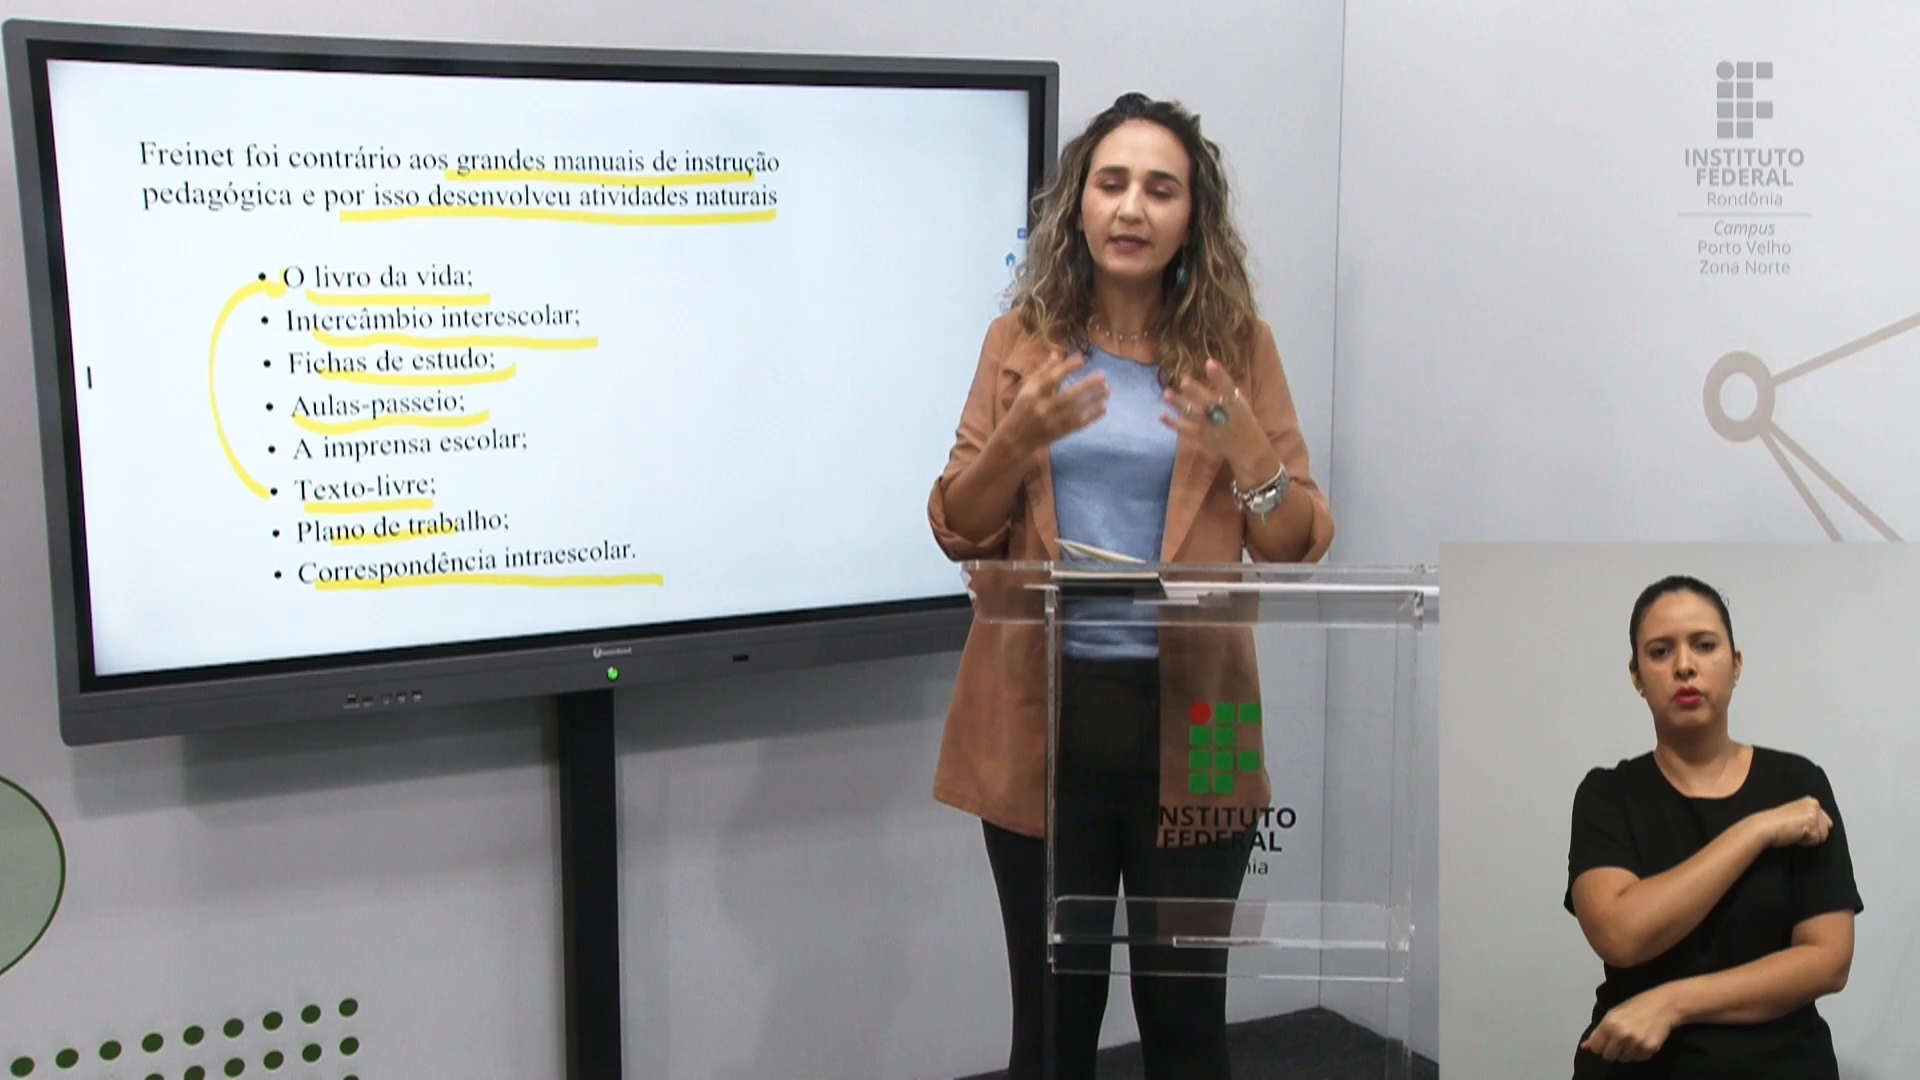 Freinet foi contrário aos grandes manuais de instrução
pedagógica e por isso desenvolveu atividades naturais
• O livro da vida;
• Intercâmbio interescolar;
• Fichas de estudo;
• Aulas-passeio;
• A imprensa escolar;
• Texto-livre;
• Plano de trabalho;
• Correspondência intraescolar.
INSTITUTO
FEDERAL
Rondônia
Campus
Porto Velho
Zona Norte
INSTITUTO
FEDERAL